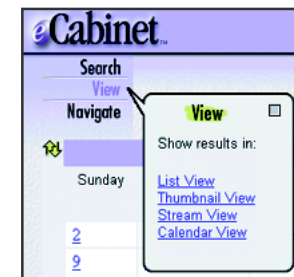 eCabinet™
Search
View
Navigate
View
Show results in:
List View
Thumbnail View
Stream View
Calendar View
Sunday
2
9